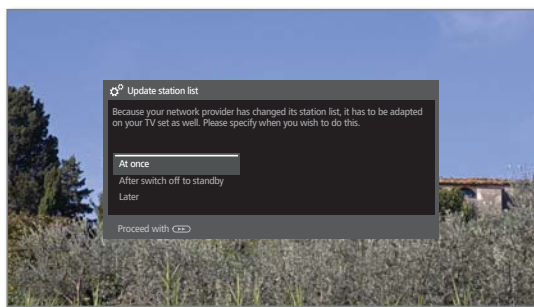 Update station list
Because your network provider has changed its station list, it has to be adapted
on your TV set as well. Please specify when you wish to do this.
At once
After switch off to standby
Later
Proceed with